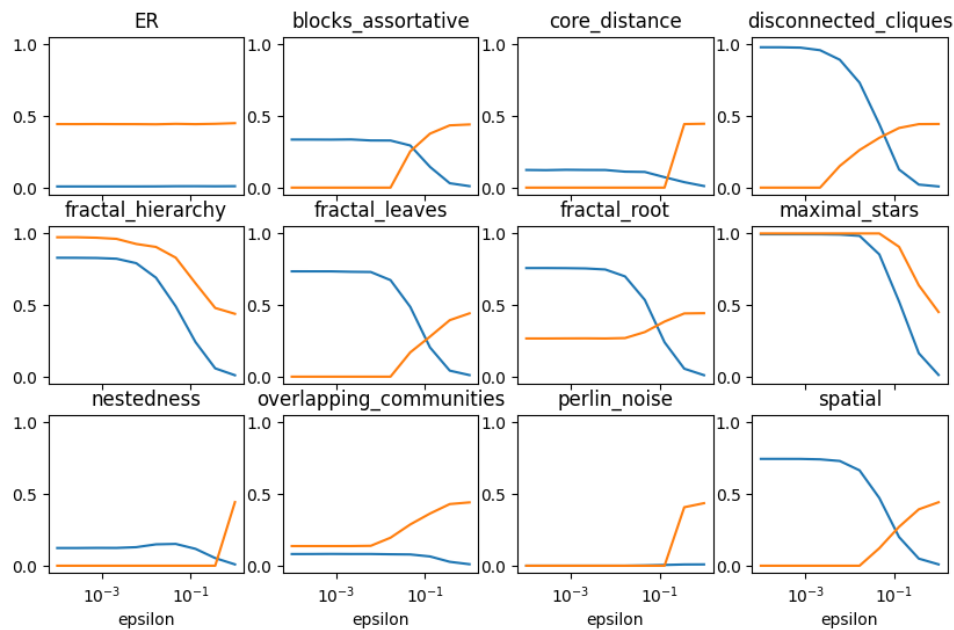 ER blocks_assortative core_distance disconnected_cliques
1.0 1.0 1.0 1.0
0.5 0.5 0.5 0.5
0.0 0.0 0.0 0.0
fractal_hierarchy fractal_leaves fractal_root maximal_stars
1.0 1.0 1.0 1.0
0.5 0.5 0.5 0.5
0.0 0.0 0.0 0.0
nestedness overlapping_communities perlin_noise spatial
1.0 1.0 1.0 1.0
0.5 0.5 0.5 0.5
0.0 0.0 0.0 0.0
10⁻³ 10⁻¹ 10⁻³ 10⁻¹ 10⁻³ 10⁻¹ 10⁻³ 10⁻¹
epsilon epsilon epsilon epsilon